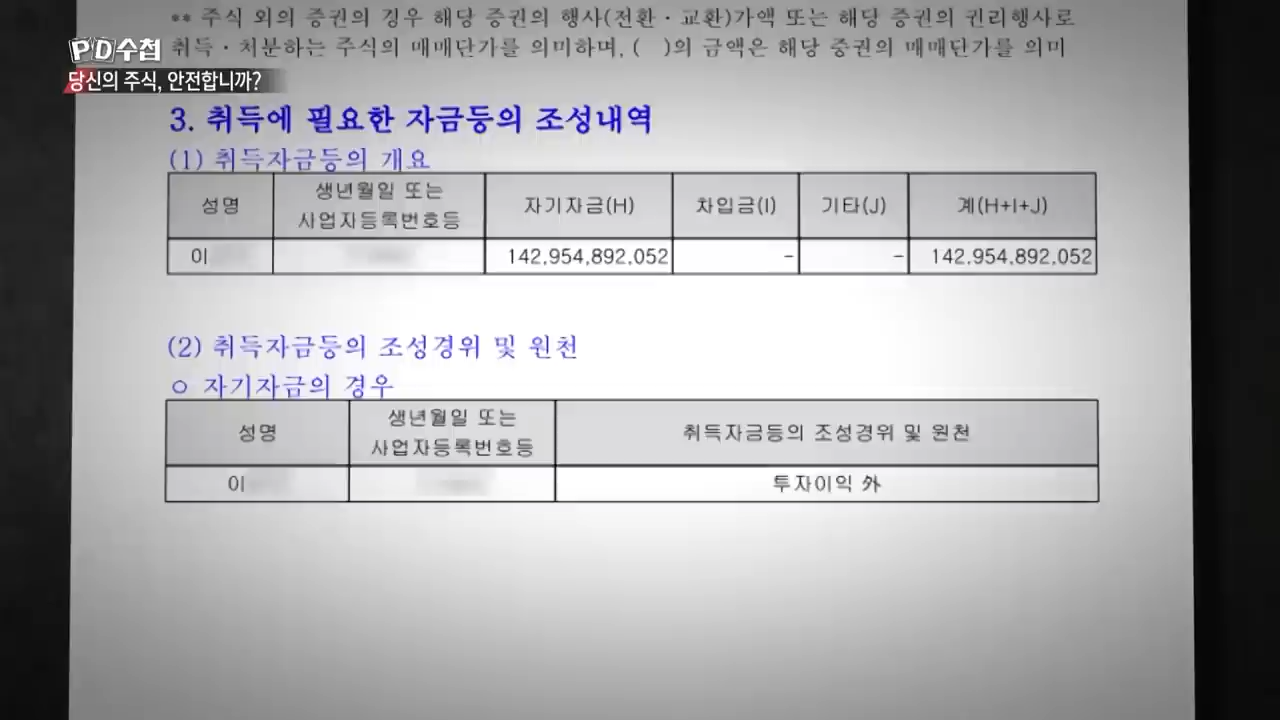 ** 주식 외의 증권의 경우 해당 증권의 행사(전환·교환)가액 또는 해당 증권의 권리행사로
취득·처분하는 주식의 매매단가를 의미하며, ( )의 금액은 해당 증권의 매매단가를 의미
PD수첩
당신의 주식, 안전합니까?
3. 취득에 필요한 자금등의 조성내역
(1) 취득자금등의 개요
성명 생년월일 또는 사업자등록번호등 자기자금(H) 차입금(I) 기타(J) 계(H+I+J)
이 142,954,892,052 - - 142,954,892,052
(2) 취득자금등의 조성경위 및 원천
○ 자기자금의 경우
성명 생년월일 또는 사업자등록번호등 취득자금등의 조성경위 및 원천
이 투자이익 外